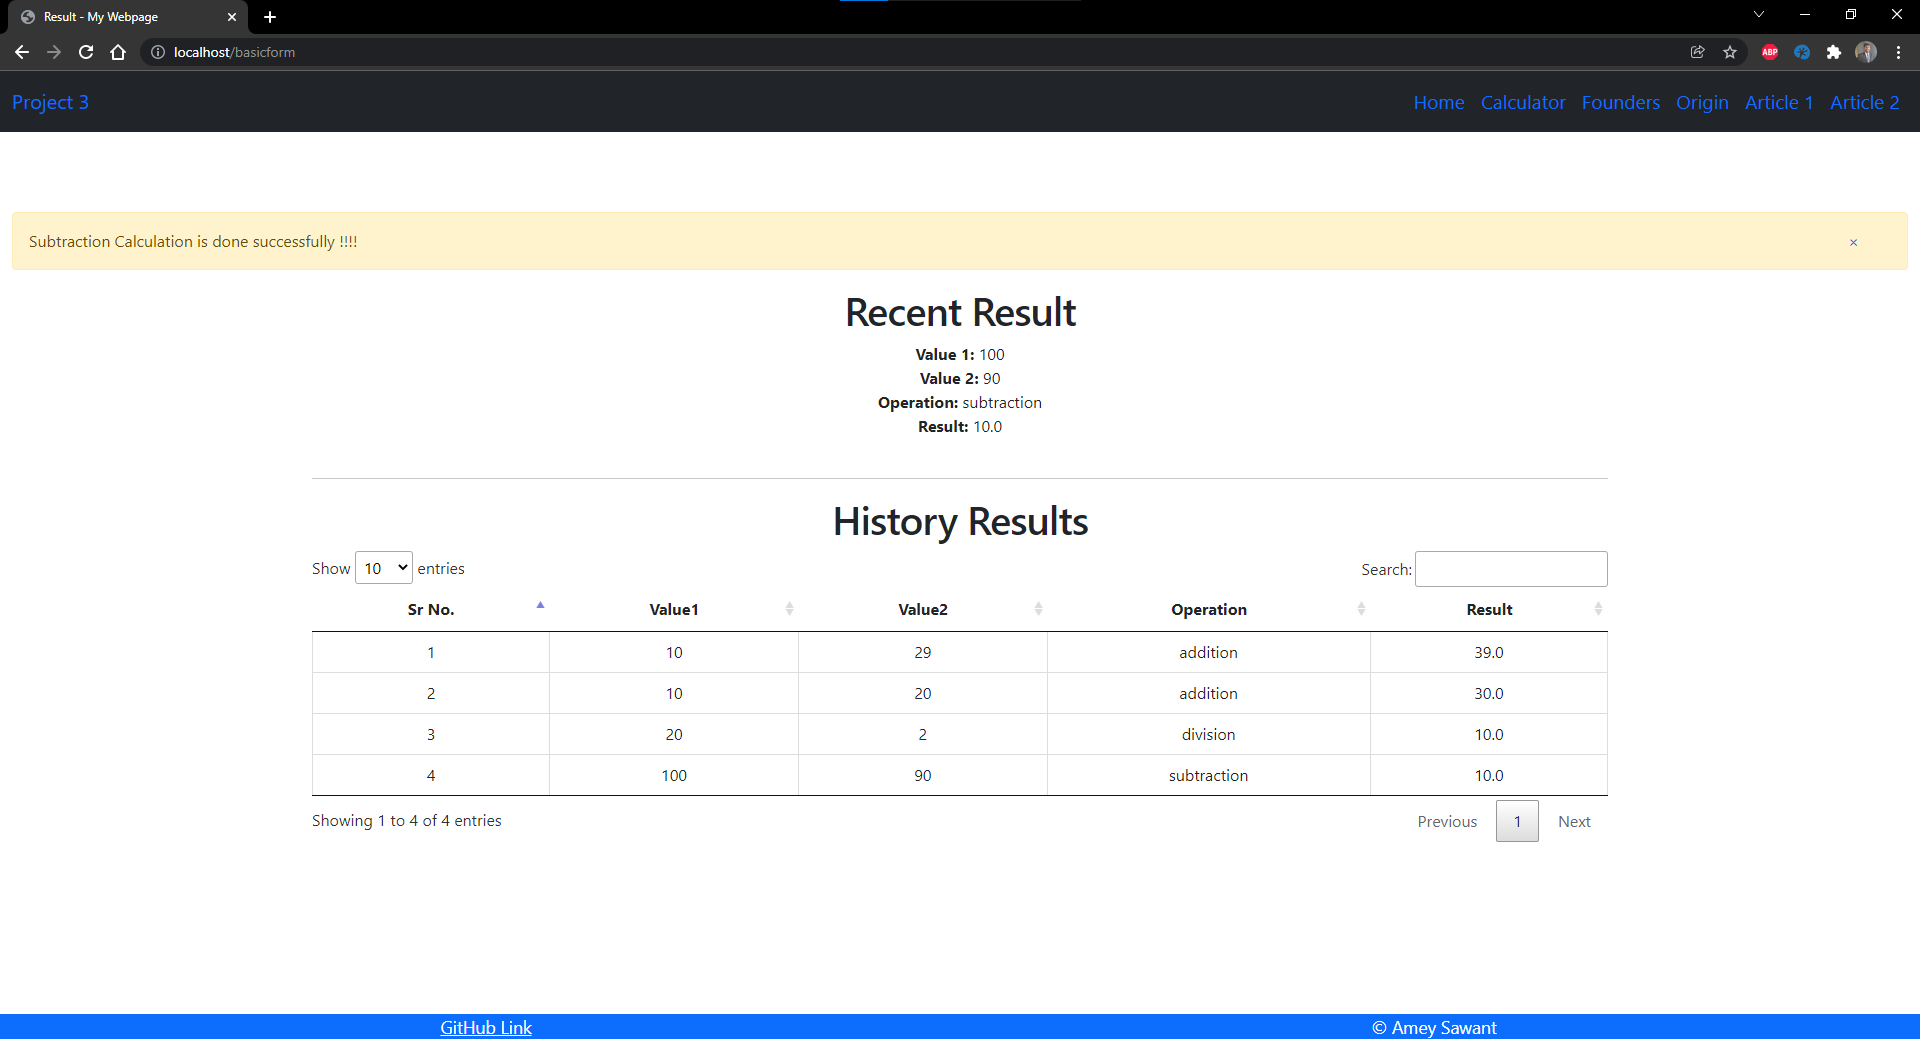 Result - My Webpage
localhost/basicform
ABP
Project 3
Home Calculator Founders Origin Article 1 Article 2
Subtraction Calculation is done successfully !!!! ×
Recent Result
Value 1: 100
Value 2: 90
Operation: subtraction
Result: 10.0
History Results
Show 10 entries Search:
Sr No. Value1 Value2 Operation Result
1 10 29 addition 39.0
2 10 20 addition 30.0
3 20 2 division 10.0
4 100 90 subtraction 10.0
Showing 1 to 4 of 4 entries Previous 1 Next
GitHub Link © Amey Sawant